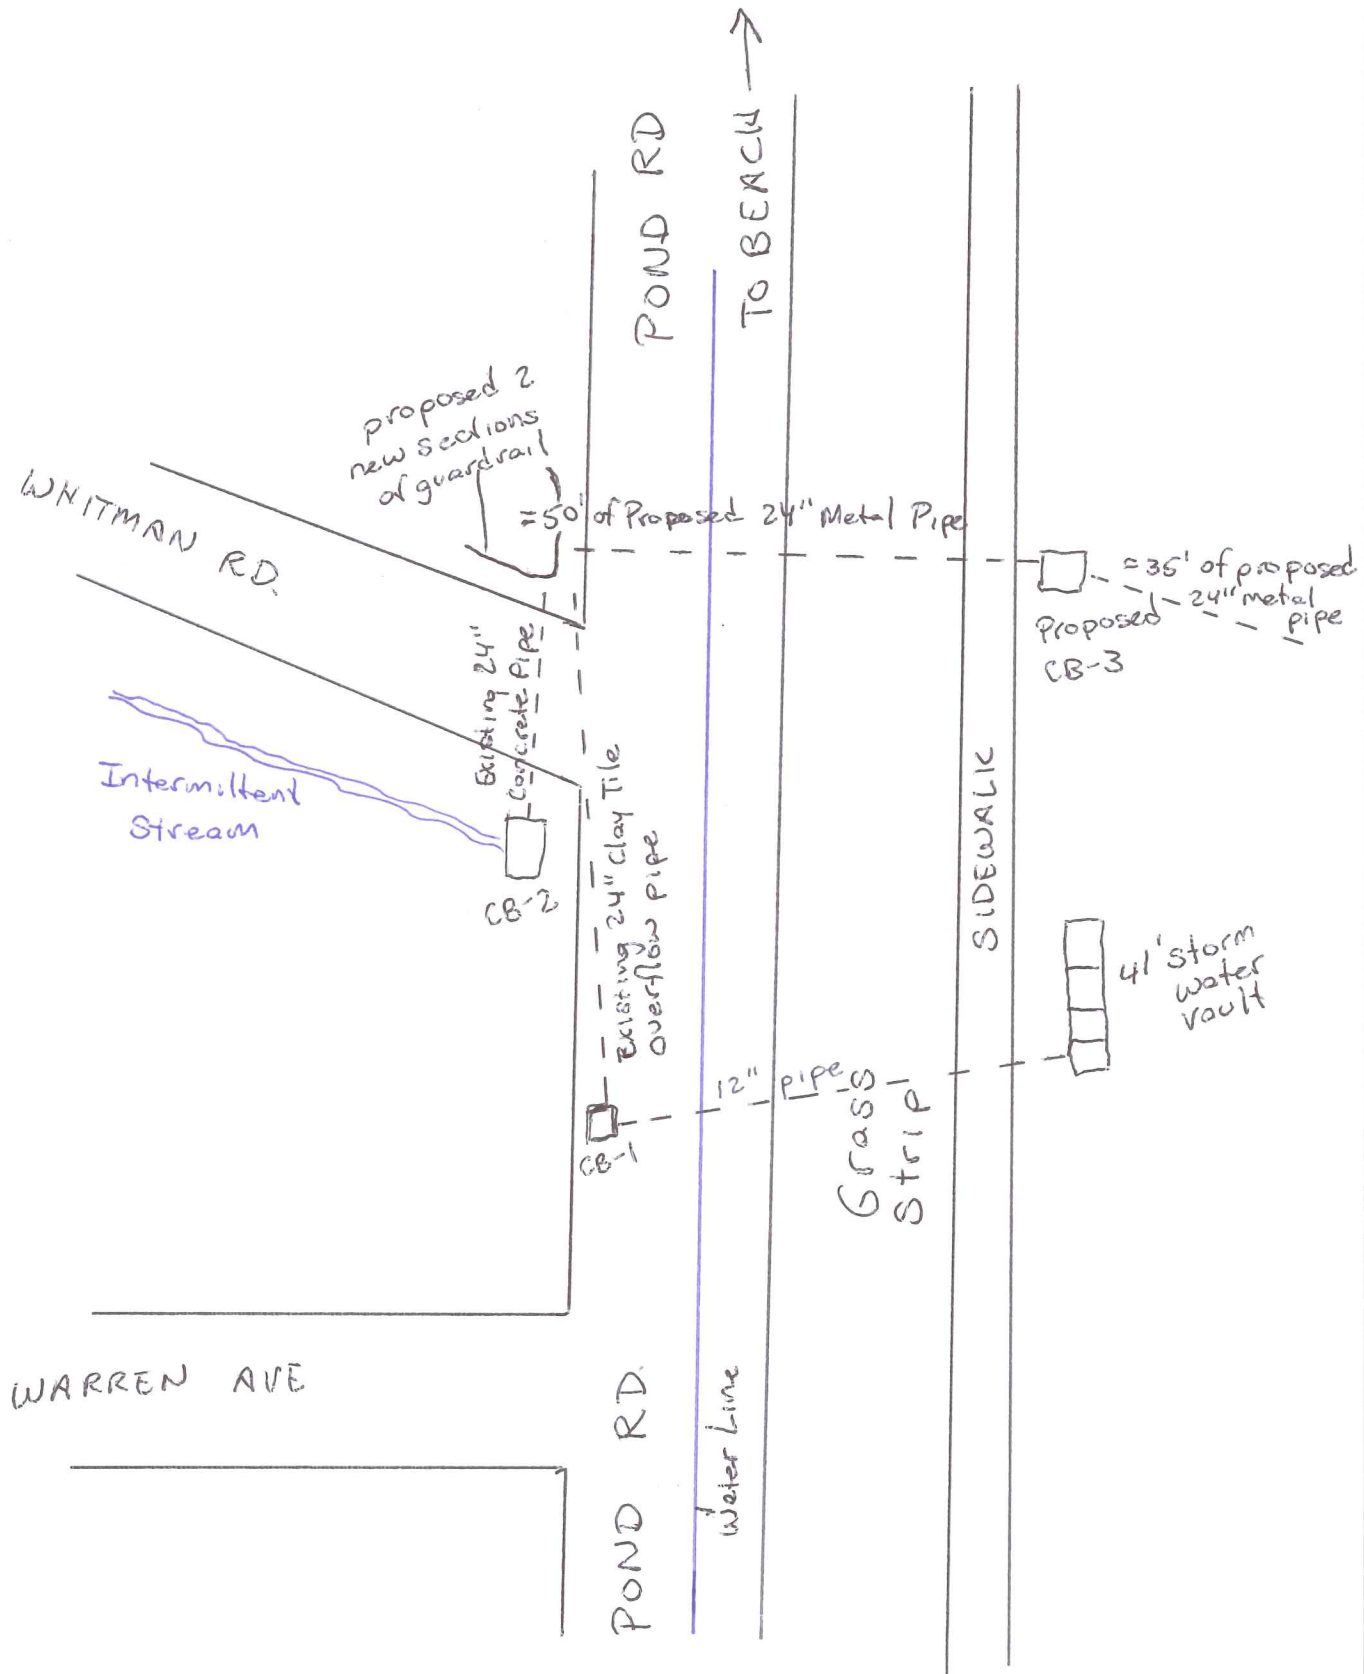 TO BEACH
POND RD
proposed 2
new sections
of guardrail
WHITMAN RD.
≈50' of Proposed 24" Metal Pipe
≈35' of proposed
24" metal
pipe
Proposed
CB-3
Existing 24"
Concrete Pipe
Intermittent
Stream
CB-2
Existing 24" Clay Tile
overflow pipe
SIDEWALK
41' storm
water
vault
12" pipe
CB-1
Grass
Strip
WARREN AVE
POND RD.
Water Line